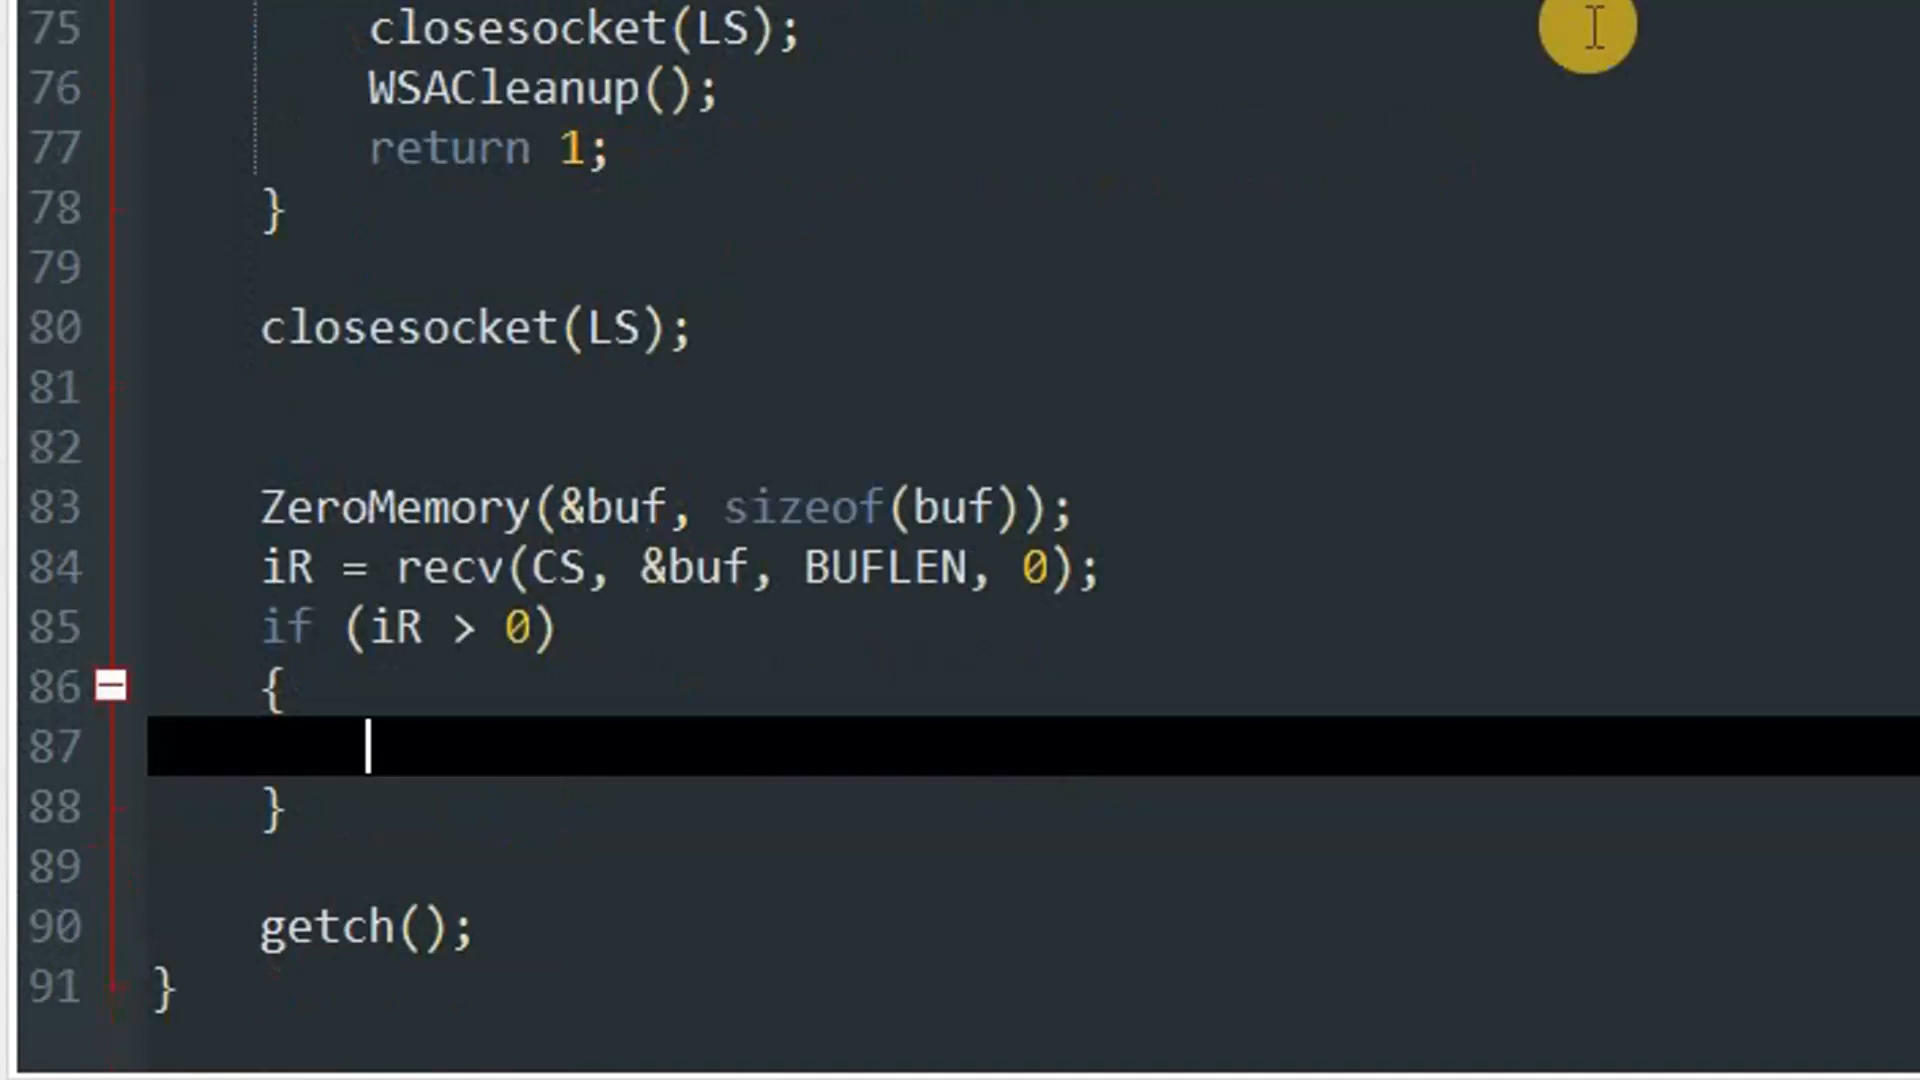 75 closesocket(LS);
76 WSACleanup();
77 return 1;
78 }
79
80 closesocket(LS);
81
82
83 ZeroMemory(&buf, sizeof(buf));
84 iR = recv(CS, &buf, BUFLEN, 0);
85 if (iR > 0)
86 {
87
88 }
89
90 getch();
91 }